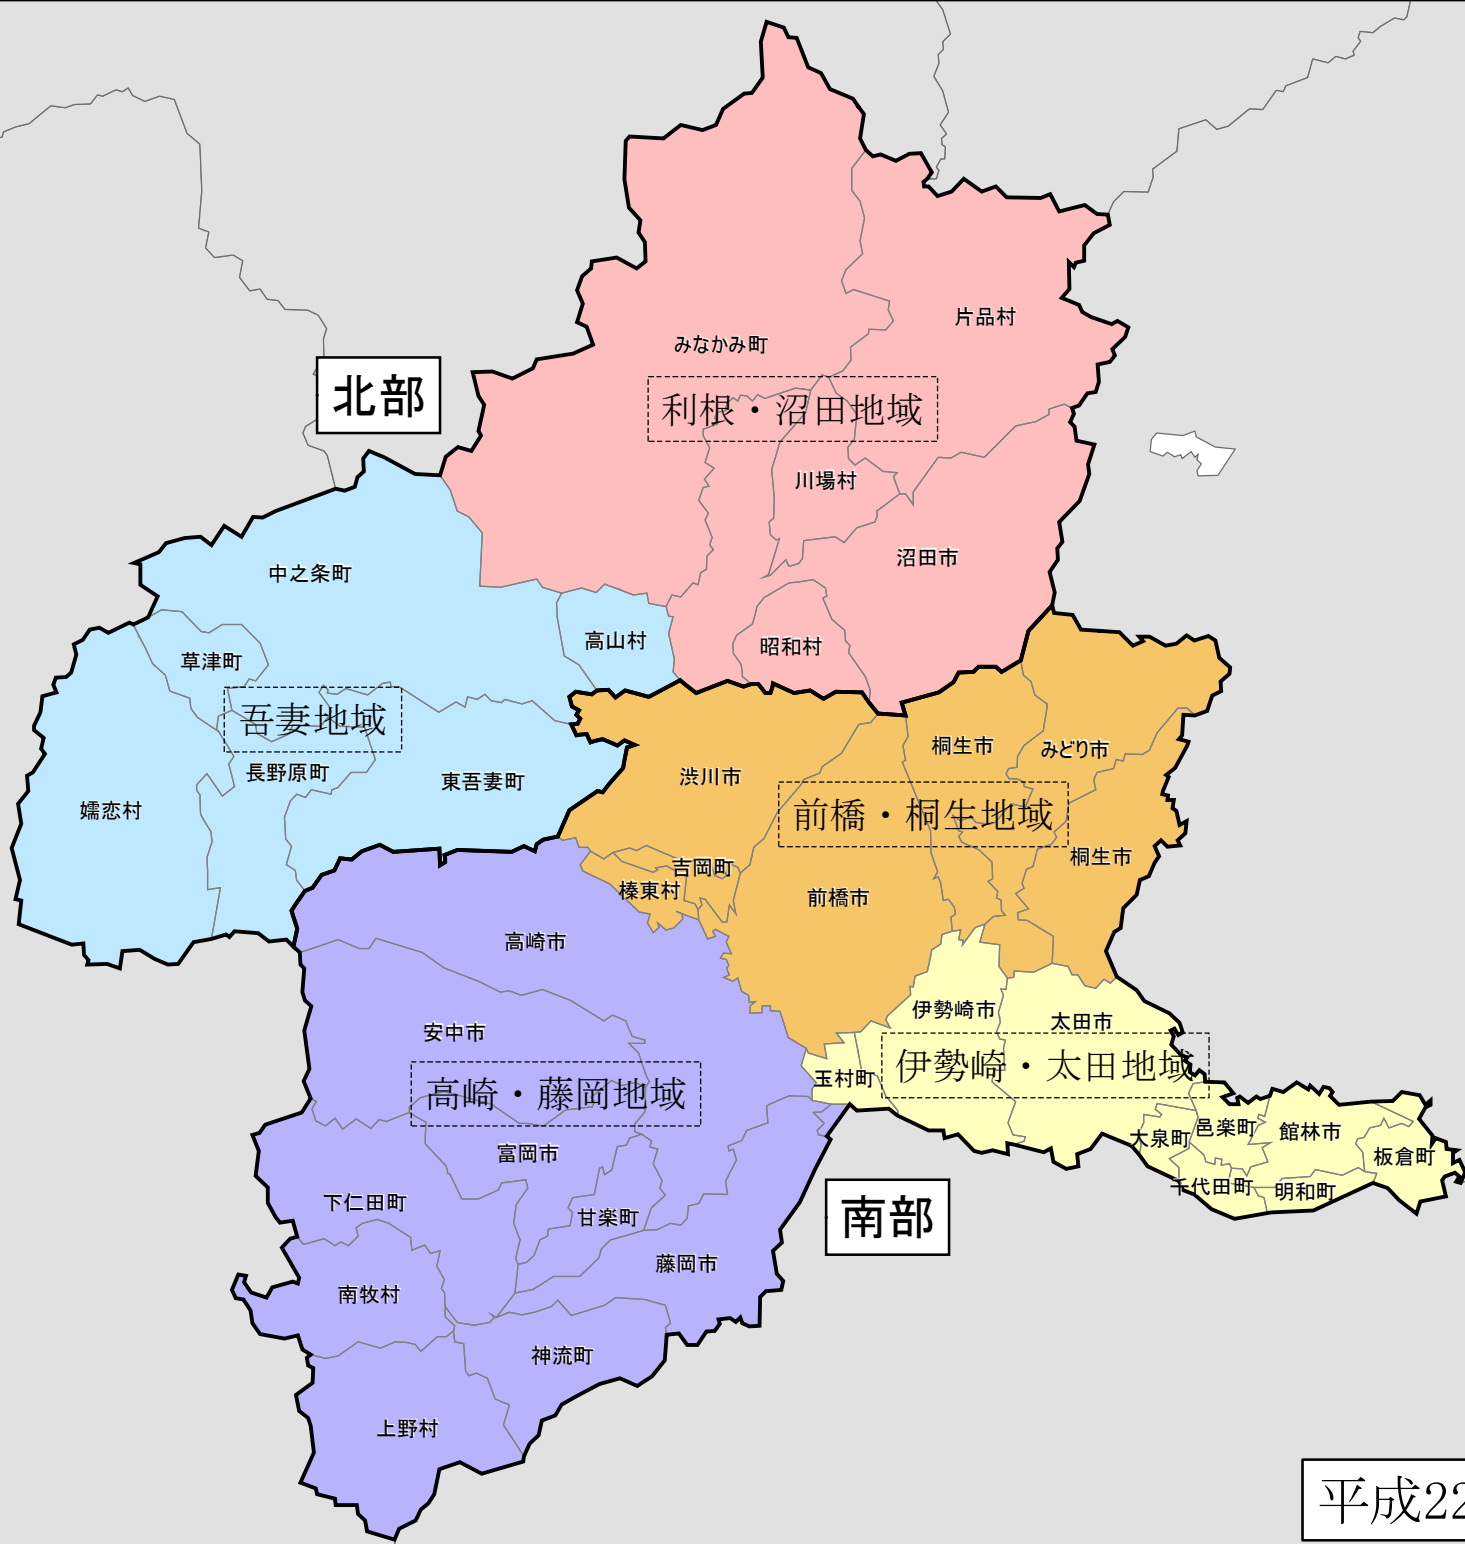 片品村
みなかみ町
北部
利根・沼田地域
川場村
沼田市
中之条町
高山村
昭和村
草津町
吾妻地域
桐生市
みどり市
長野原町
東吾妻町
渋川市
嬬恋村
前橋・桐生地域
桐生市
吉岡町
榛東村
前橋市
高崎市
伊勢崎市
太田市
安中市
伊勢崎・太田地域
玉村町
高崎・藤岡地域
邑楽町
館林市
大泉町
富岡市
板倉町
千代田町
明和町
下仁田町
甘楽町
南部
藤岡市
南牧村
神流町
上野村
平成22